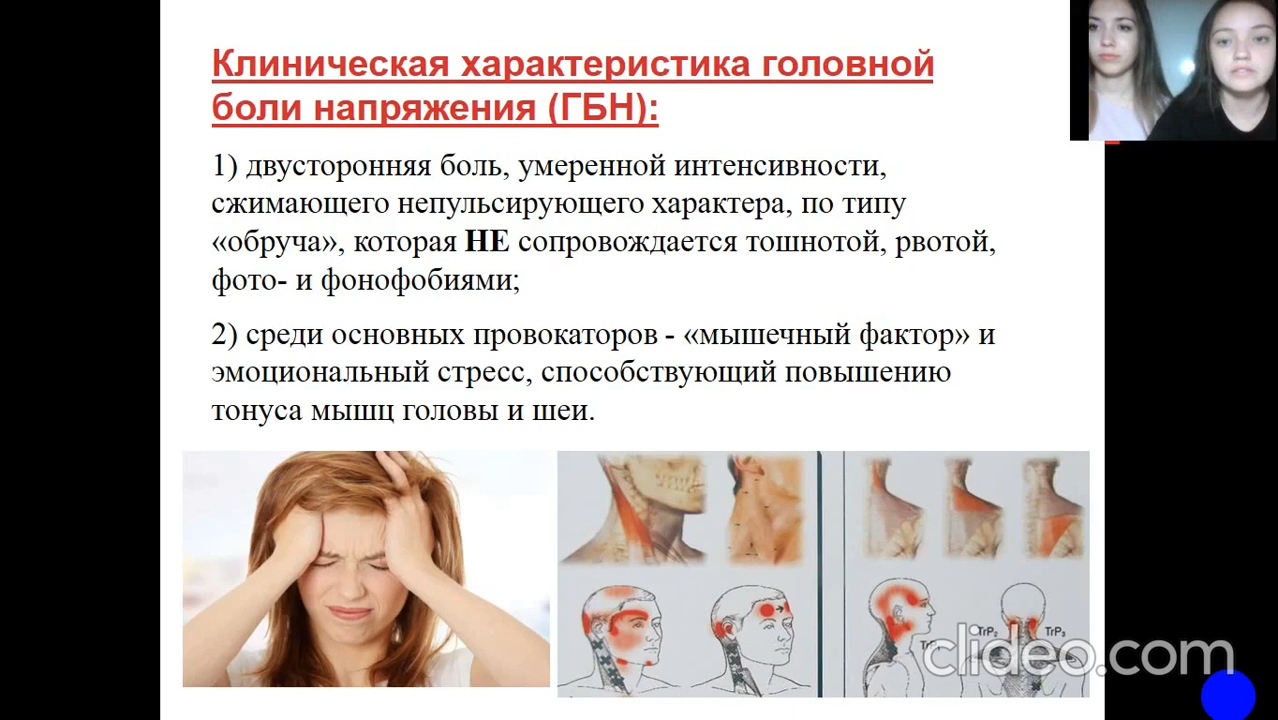 Клиническая характеристика головной
боли напряжения (ГБН):
1) двусторонняя боль, умеренной интенсивности,
сжимающего непульсирующего характера, по типу
«обруча», которая НЕ сопровождается тошнотой, рвотой,
фото- и фонофобиями;
2) среди основных провокаторов - «мышечный фактор» и
эмоциональный стресс, способствующий повышению
тонуса мышц головы и шеи.
TrP2 TrP3
clideo.com